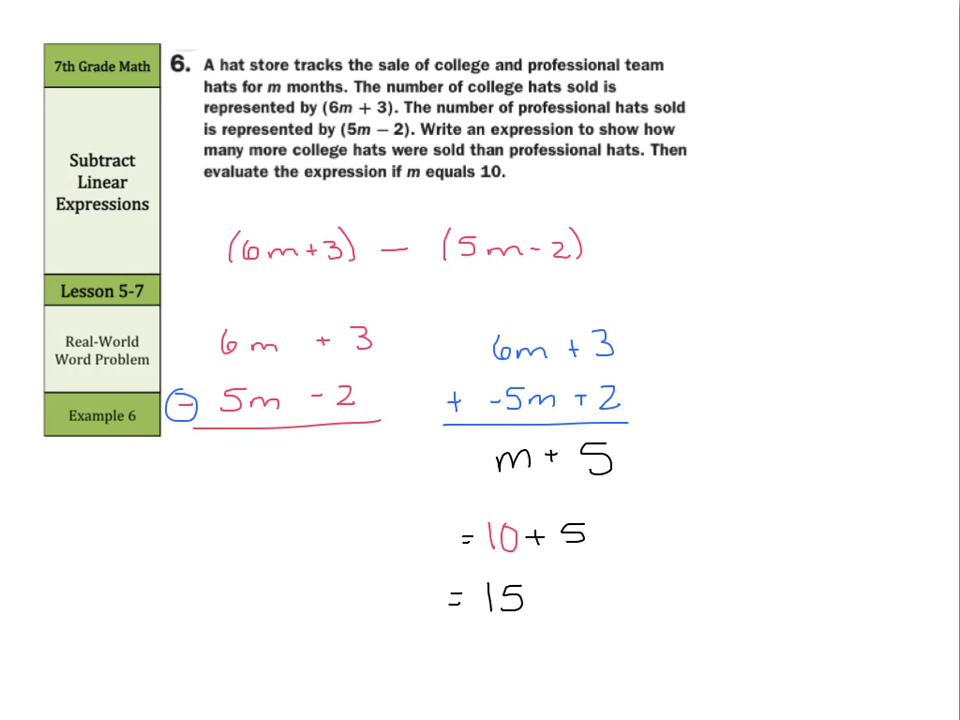 7th Grade Math
Subtract
Linear
Expressions
Lesson 5-7
Real-World
Word Problem
Example 6
6. A hat store tracks the sale of college and professional team
hats for m months. The number of college hats sold is
represented by (6m + 3). The number of professional hats sold
is represented by (5m − 2). Write an expression to show how
many more college hats were sold than professional hats. Then
evaluate the expression if m equals 10.
(6m+3) − (5m-2)
6m + 3
− 5m - 2
6m + 3
+ -5m + 2
m + 5
= 10 + 5
= 15